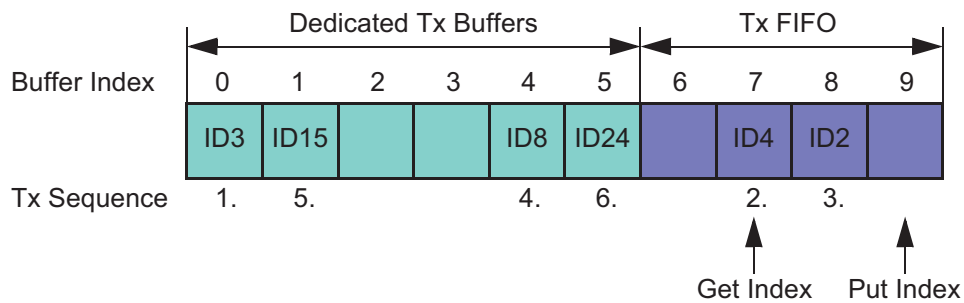 Dedicated Tx Buffers Tx FIFO
Buffer Index 0 1 2 3 4 5 6 7 8 9
ID3 ID15 ID8 ID24 ID4 ID2
Tx Sequence 1. 5. 4. 6. 2. 3.
Get Index Put Index